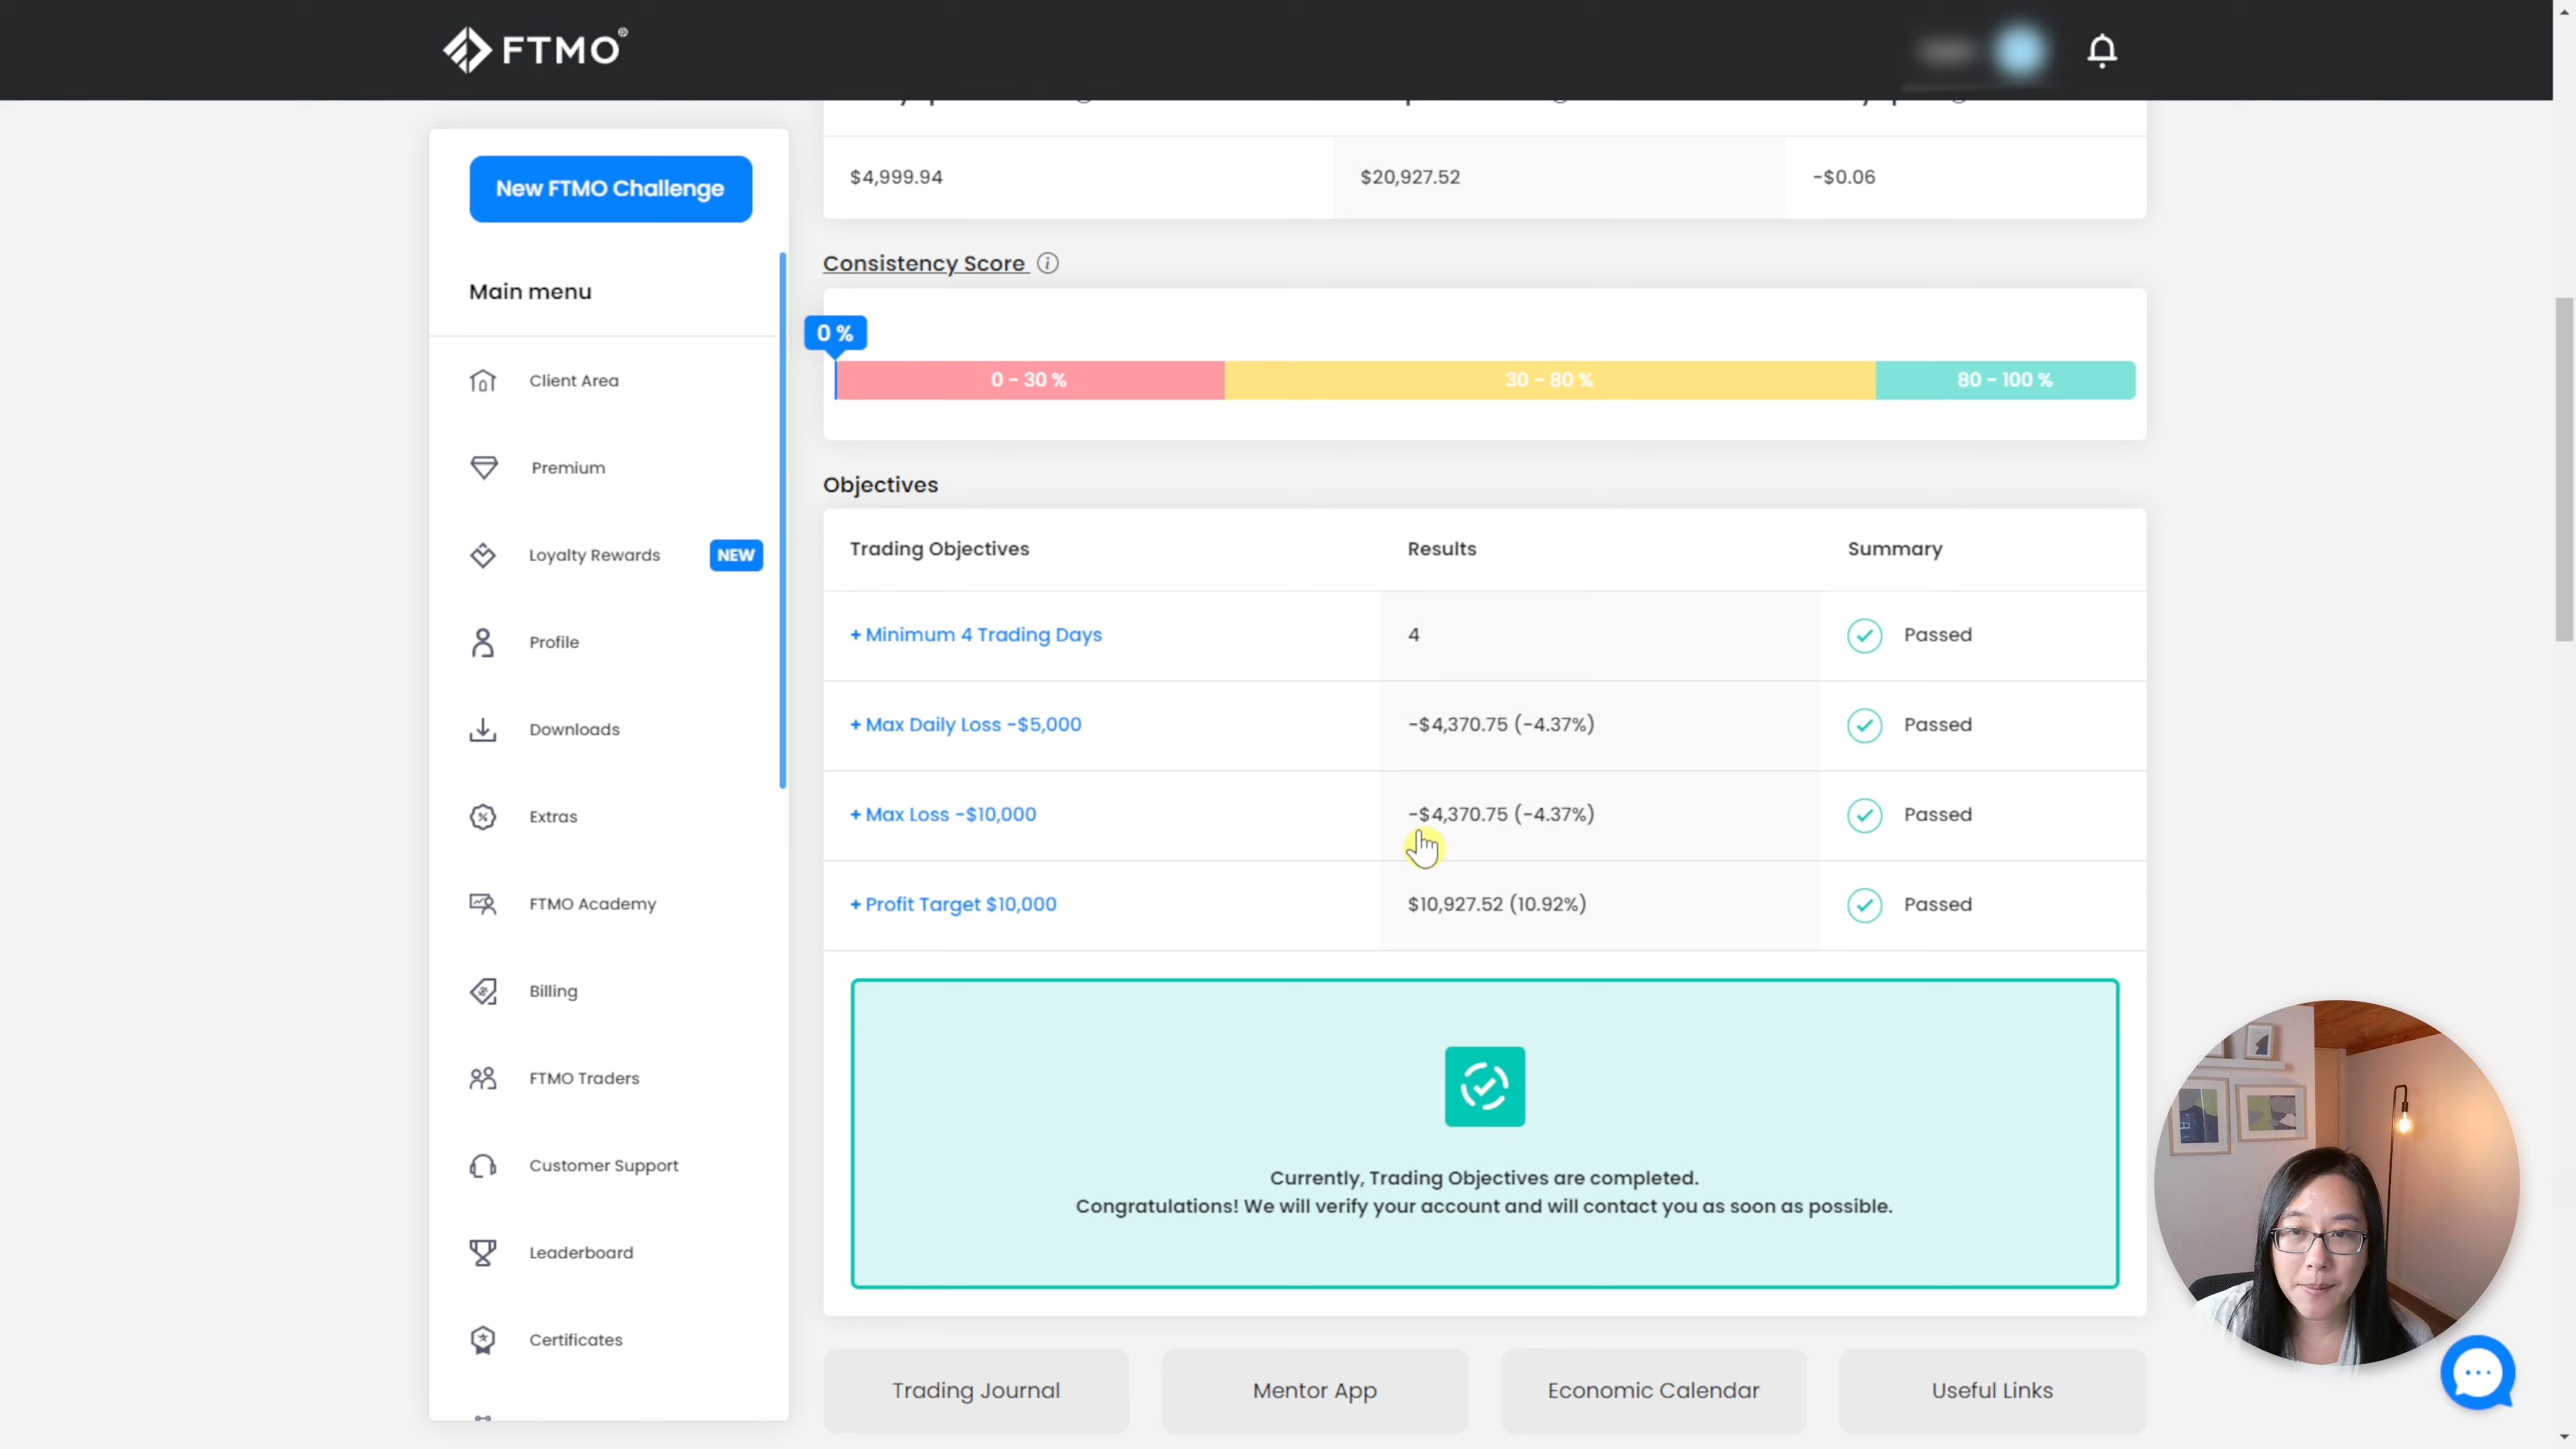 FTMO®
New FTMO Challenge
Main menu
Client Area
Premium
Loyalty Rewards NEW
Profile
Downloads
Extras
FTMO Academy
Billing
FTMO Traders
Customer Support
Leaderboard
Certificates
$4,999.94 $20,927.52 -$0.06
Consistency Score
0 %
0 - 30 % 30 - 80 % 80 - 100 %
Objectives
Trading Objectives Results Summary
+ Minimum 4 Trading Days 4 Passed
+ Max Daily Loss -$5,000 -$4,370.75 (-4.37%) Passed
+ Max Loss -$10,000 -$4,370.75 (-4.37%) Passed
+ Profit Target $10,000 $10,927.52 (10.92%) Passed
Currently, Trading Objectives are completed.
Congratulations! We will verify your account and will contact you as soon as possible.
Trading Journal Mentor App Economic Calendar Useful Links